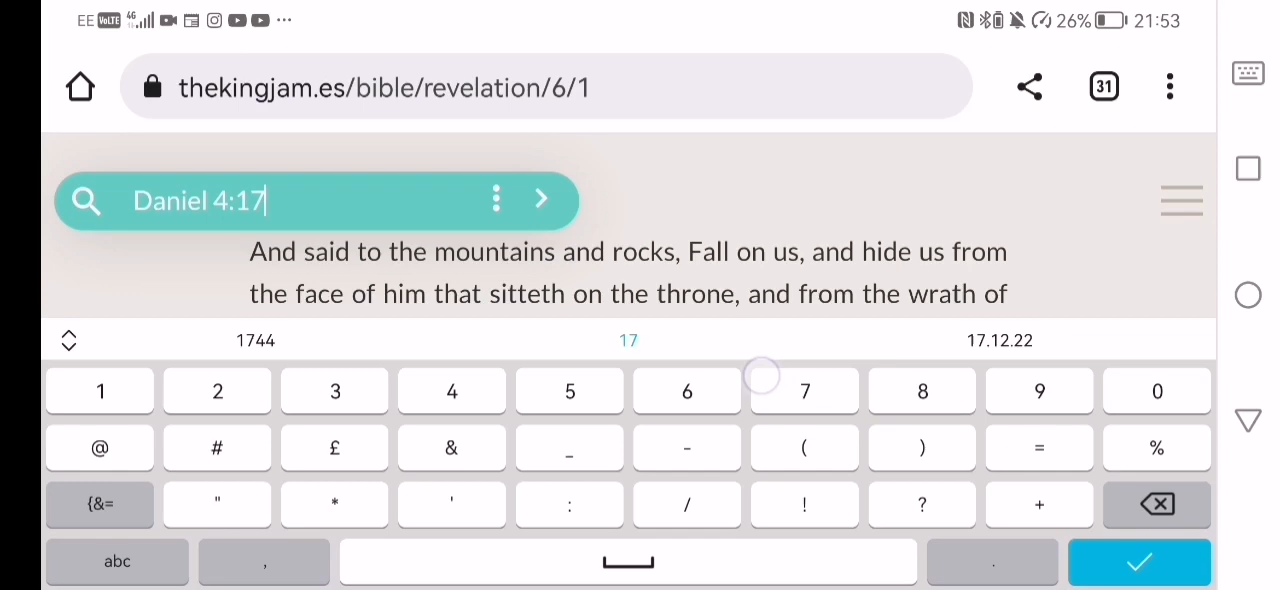 EE VoLTE 4G 26% 21:53
thekingjam.es/bible/revelation/6/1 31
Daniel 4:17
And said to the mountains and rocks, Fall on us, and hide us from
the face of him that sitteth on the throne, and from the wrath of
1744 17 17.12.22
1 2 3 4 5 6 7 8 9 0
@ # £ & _ - ( ) = %
{&= " * ' : / ! ? +
abc , .